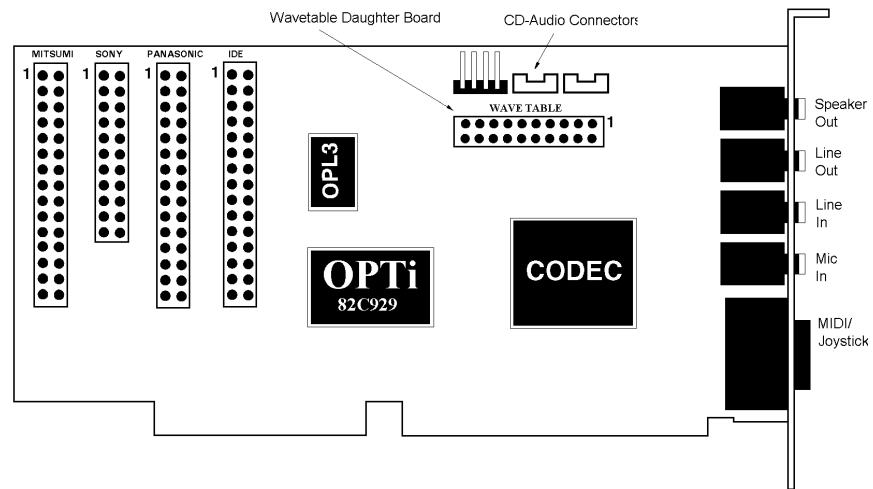 Wavetable Daughter Board
CD-Audio Connectors
MITSUMI SONY PANASONIC IDE
1 1 1 1
WAVE TABLE
1
Speaker
Out
OPL3
Line
Out
Line
In
OPTi
82C929
CODEC
Mic
In
MIDI/
Joystick